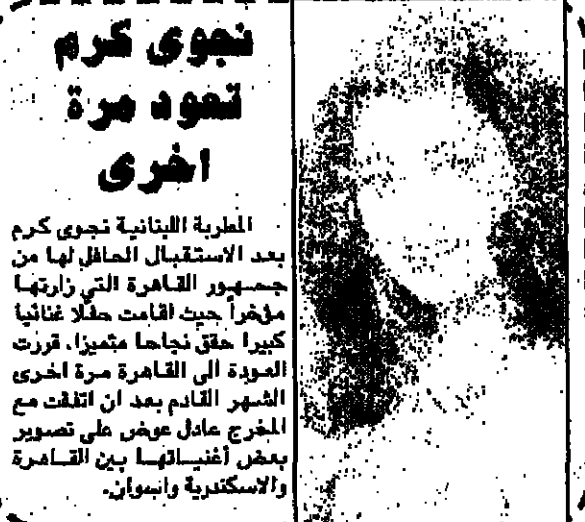 نجوى كرم
تعود مرة
اخرى
المطربة اللبنانية نجوى كرم
بعد الاستقبال الحافل لها من
جمهور القاهرة التي زارتها
مؤخراً حيث اقامت حفلا غنائيا
كبيرا حقق نجاحا متميزا، قررت
العودة الى القاهرة مرة اخرى
الشهر القادم بعد ان اتفقت مع
المخرج عادل عوض على تصوير
بعض أغنياتها بين القاهرة
والاسكندرية واسوان.